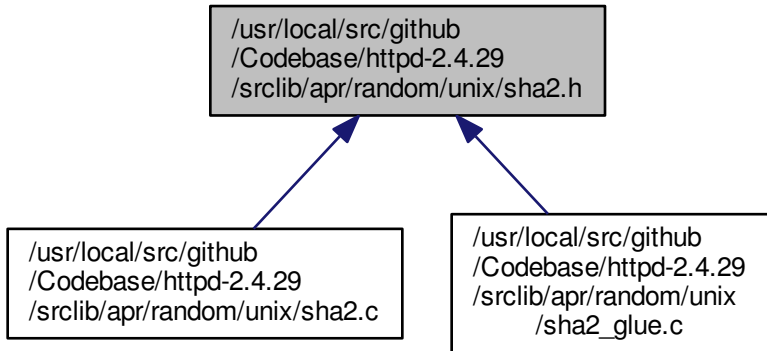 /usr/local/src/github
/Codebase/httpd-2.4.29
/srclib/apr/random/unix/sha2.h
/usr/local/src/github
/Codebase/httpd-2.4.29
/srclib/apr/random/unix/sha2.c
/usr/local/src/github
/Codebase/httpd-2.4.29
/srclib/apr/random/unix
/sha2_glue.c